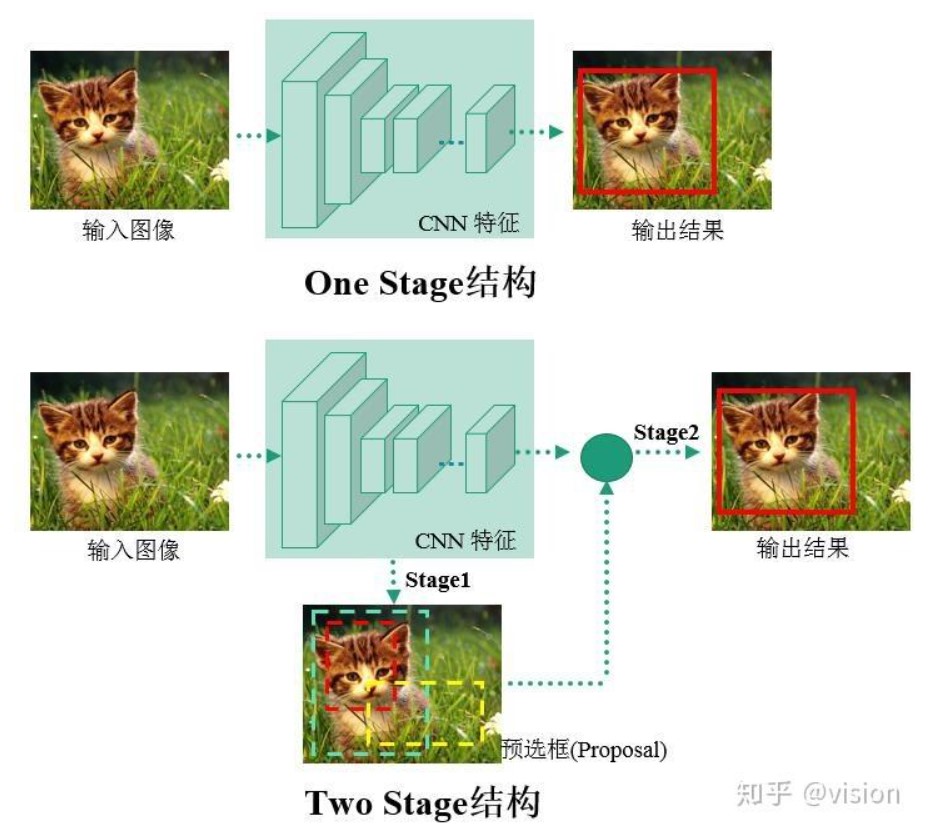 输入图像
CNN 特征
输出结果
One Stage结构
输入图像
CNN 特征
Stage1
Stage2
输出结果
预选框(Proposal)
Two Stage结构
知乎 @vision